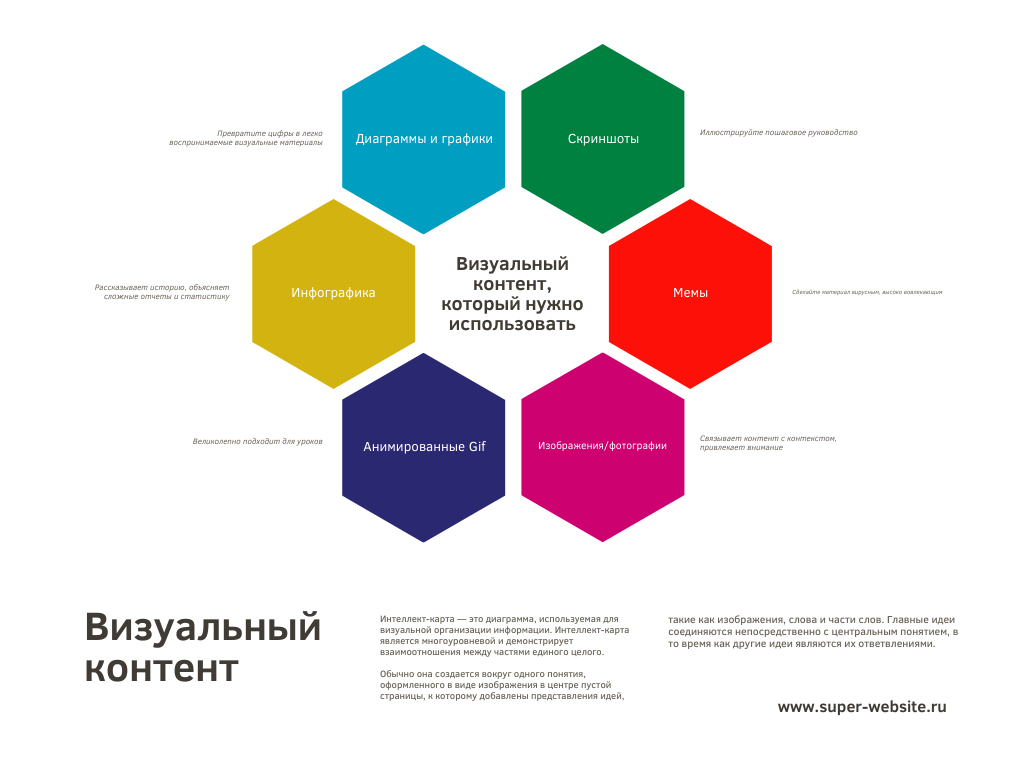 Превратите цифры в легко
воспринимаемые визуальные материалы
Диаграммы и графики
Скриншоты
Иллюстрируйте пошаговое руководство
Рассказывает историю, объясняет
сложные отчеты и статистику
Инфографика
Визуальный
контент,
который нужно
использовать
Мемы
Сделайте материал вирусным, высоко вовлекающия
Великолепно подходит для уроков
Анимированные Gif
Изображения/фотографии
Связывает контент с контекстом,
привлекает внимание
Визуальный
контент
Интеллект-карта — это диаграмма, используемая для
визуальной организации информации. Интеллект-карта
является многоуровневой и демонстрирует
взаимоотношения между частями единого целого.
Обычно она создается вокруг одного понятия,
оформленного в виде изображения в центре пустой
страницы, к которому добавлены представления идей,
такие как изображения, слова и части слов. Главные идеи
соединяются непосредственно с центральным понятием, в
то время как другие идеи являются их ответвлениями.
www.super-website.ru